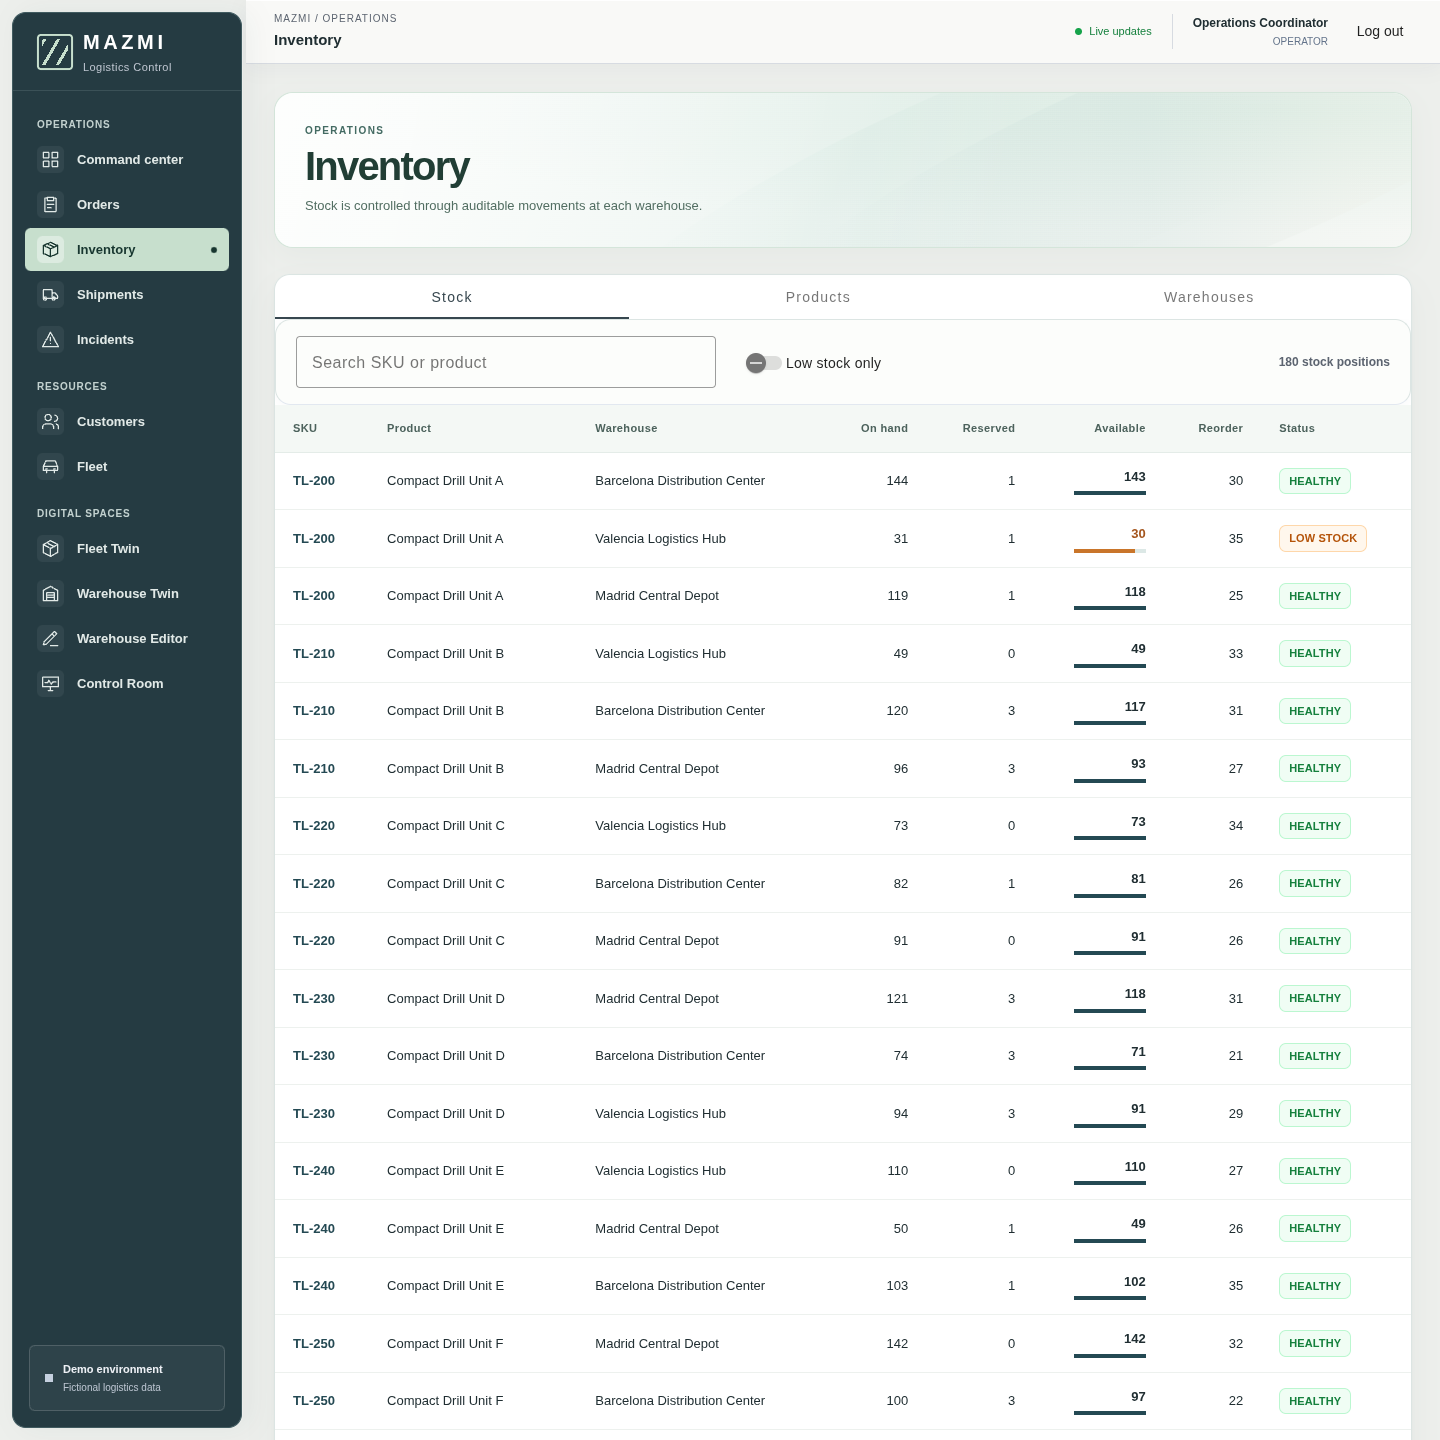 MAZMI
Logistics Control
OPERATIONS
Command center
Orders
Inventory
Shipments
Incidents
RESOURCES
Customers
Fleet
DIGITAL SPACES
Fleet Twin
Warehouse Twin
Warehouse Editor
Control Room
Demo environment
Fictional logistics data
MAZMI / OPERATIONS
Inventory
Live updates
Operations Coordinator
OPERATOR
Log out
OPERATIONS
Inventory
Stock is controlled through auditable movements at each warehouse.
Stock Products Warehouses
Search SKU or product Low stock only 180 stock positions
SKU Product Warehouse On hand Reserved Available Reorder Status
TL-200 Compact Drill Unit A Barcelona Distribution Center 144 1 143 30 HEALTHY
TL-200 Compact Drill Unit A Valencia Logistics Hub 31 1 30 35 LOW STOCK
TL-200 Compact Drill Unit A Madrid Central Depot 119 1 118 25 HEALTHY
TL-210 Compact Drill Unit B Valencia Logistics Hub 49 0 49 33 HEALTHY
TL-210 Compact Drill Unit B Barcelona Distribution Center 120 3 117 31 HEALTHY
TL-210 Compact Drill Unit B Madrid Central Depot 96 3 93 27 HEALTHY
TL-220 Compact Drill Unit C Valencia Logistics Hub 73 0 73 34 HEALTHY
TL-220 Compact Drill Unit C Barcelona Distribution Center 82 1 81 26 HEALTHY
TL-220 Compact Drill Unit C Madrid Central Depot 91 0 91 26 HEALTHY
TL-230 Compact Drill Unit D Madrid Central Depot 121 3 118 31 HEALTHY
TL-230 Compact Drill Unit D Barcelona Distribution Center 74 3 71 21 HEALTHY
TL-230 Compact Drill Unit D Valencia Logistics Hub 94 3 91 29 HEALTHY
TL-240 Compact Drill Unit E Valencia Logistics Hub 110 0 110 27 HEALTHY
TL-240 Compact Drill Unit E Madrid Central Depot 50 1 49 26 HEALTHY
TL-240 Compact Drill Unit E Barcelona Distribution Center 103 1 102 35 HEALTHY
TL-250 Compact Drill Unit F Madrid Central Depot 142 0 142 32 HEALTHY
TL-250 Compact Drill Unit F Barcelona Distribution Center 100 3 97 22 HEALTHY